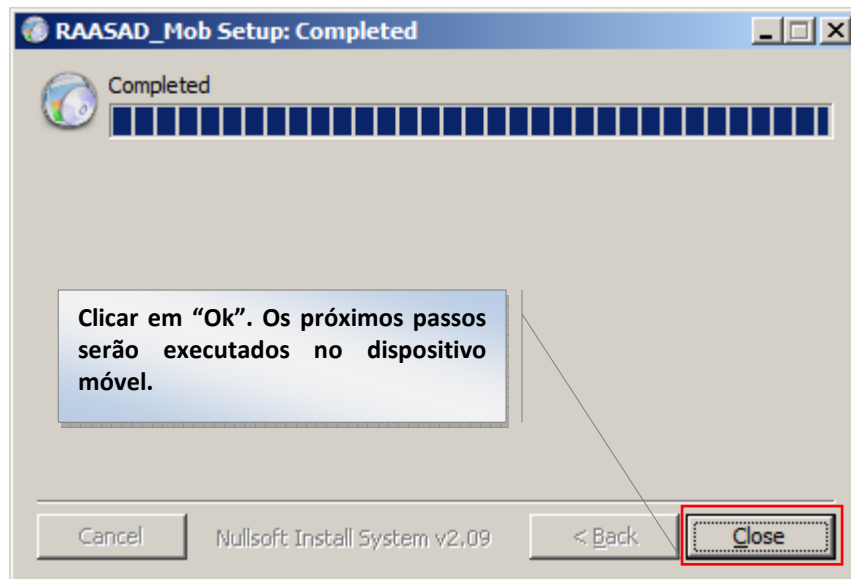 RAASAD_Mob Setup: Completed
Completed
Clicar em “Ok”. Os próximos passos
serão executados no dispositivo
móvel.
Cancel Nullsoft Install System v2.09 < Back Close